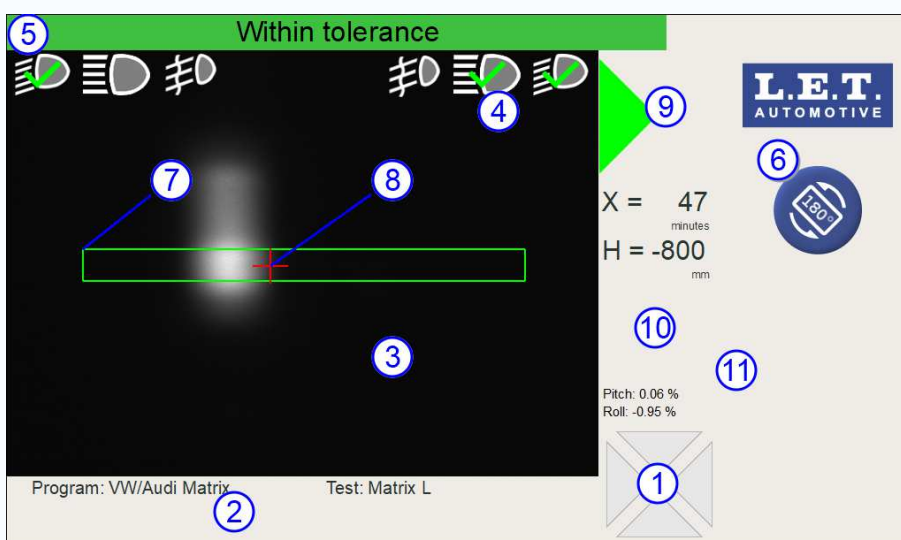 Within tolerance
5
4
9
L.E.T.
AUTOMOTIVE
6
180°
7
8
X = 47
minutes
H = -800
mm
10
3
11
Pitch: 0.06 %
Roll: -0.95 %
1
Program: VW/Audi Matrix
Test: Matrix L
2